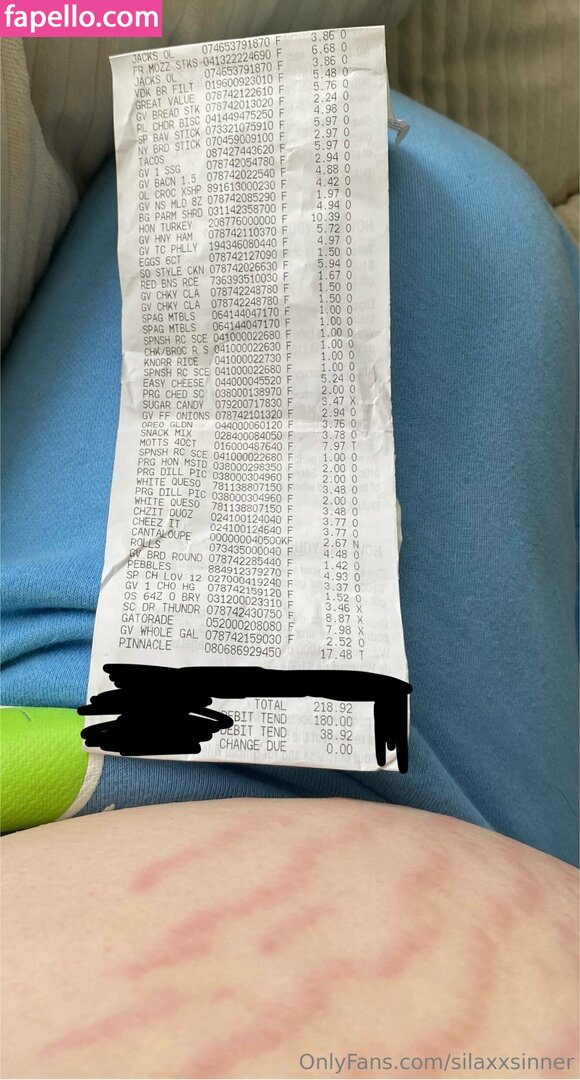 fapello.com
JACKS OL 074653791870 F 3.86 O
FR MOZZ STKS 041322224690 F 6.68 O
JACKS OL 074653791870 F 3.86 O
VDK BR FILT 019600923010 F 5.48 O
GREAT VALUE 078742122610 F 5.76 O
GV BREAD STK 078742013020 F 2.24 O
RL CHDR BISC 041449475250 F 4.98 O
SP BAV STICK 073321075910 F 5.97 O
NY BRD STICK 070459009100 F 2.97 O
TACOS 087427443620 F 5.97 O
GV 1 SSG 078742054780 F 2.94 O
GV BACN 1.5 078742022540 F 4.88 O
OL CROC XSHP 891613000230 F 4.42 O
GV NS MLD 8Z 078742085290 F 1.97 O
BG PARM SHRD 031142358700 F 4.94 O
HON TURKEY 208776000000 F 10.39 O
GV HNY HAM 078742110370 F 5.72 O
GV TC PHLLY 194346080440 F 4.97 O
EGGS 6CT 078742127090 F 1.50 O
SO STYLE CKN 078742026630 F 5.94 O
RED BNS RCE 736393510030 F 1.67 O
GV CHKY CLA 078742248780 F 1.50 O
GV CHKY CLA 078742248780 F 1.50 O
SPAG MTBLS 064144047170 F 1.00 O
SPAG MTBLS 064144047170 F 1.00 O
SPNSH RC SCE 041000022680 F 1.00 O
CHK/BROC R S 041000022630 F 1.00 O
KNORR RICE 041000022730 F 1.00 O
SPNSH RC SCE 041000022680 F 1.00 O
EASY CHEESE 044000045520 F 5.24 O
PRG CHED SC 038000138970 F 2.00 O
SUGAR CANDY 079200717830 F 3.47 X
GV FF ONIONS 078742101320 F 2.94 O
OREO GLDN 044000060120 F 3.76 O
SNACK MIX 028400084050 F 3.78 O
MOTTS 40CT 016000487640 F 7.97 T
SPNSH RC SCE 041000022680 F 1.00 O
PRG HON MSTD 038000298350 F 2.00 O
PRG DILL PIC 038000304960 F 2.00 O
WHITE QUESO 781138807150 F 3.48 O
PRG DILL PIC 038000304960 F 2.00 O
WHITE QUESO 781138807150 F 3.48 O
CHZIT DUOZ 024100124040 F 3.77 O
CHEEZ IT 024100124640 F 3.77 O
CANTALOUPE 000000040500KF 2.67 N
ROLLS 073435000040 F 4.48 O
GV BRD ROUND 078742285440 F 1.42 O
PEBBLES 884912379270 F 4.93 O
SP CH LOV 12 027000419240 F 3.37 O
GV 1 CHO HG 078742159120 F 1.52 O
OS 64Z O BRY 031200023310 F 3.46 X
SC DR THUNDR 078742430750 F 8.87 X
GATORADE 052000208080 F 7.98 X
GV WHOLE GAL 078742159030 F 2.52 O
PINNACLE 080686929450 17.48 T
TOTAL 218.92
DEBIT TEND 180.00
DEBIT TEND 38.92
CHANGE DUE 0.00
OnlyFans.com/silaxxsinner